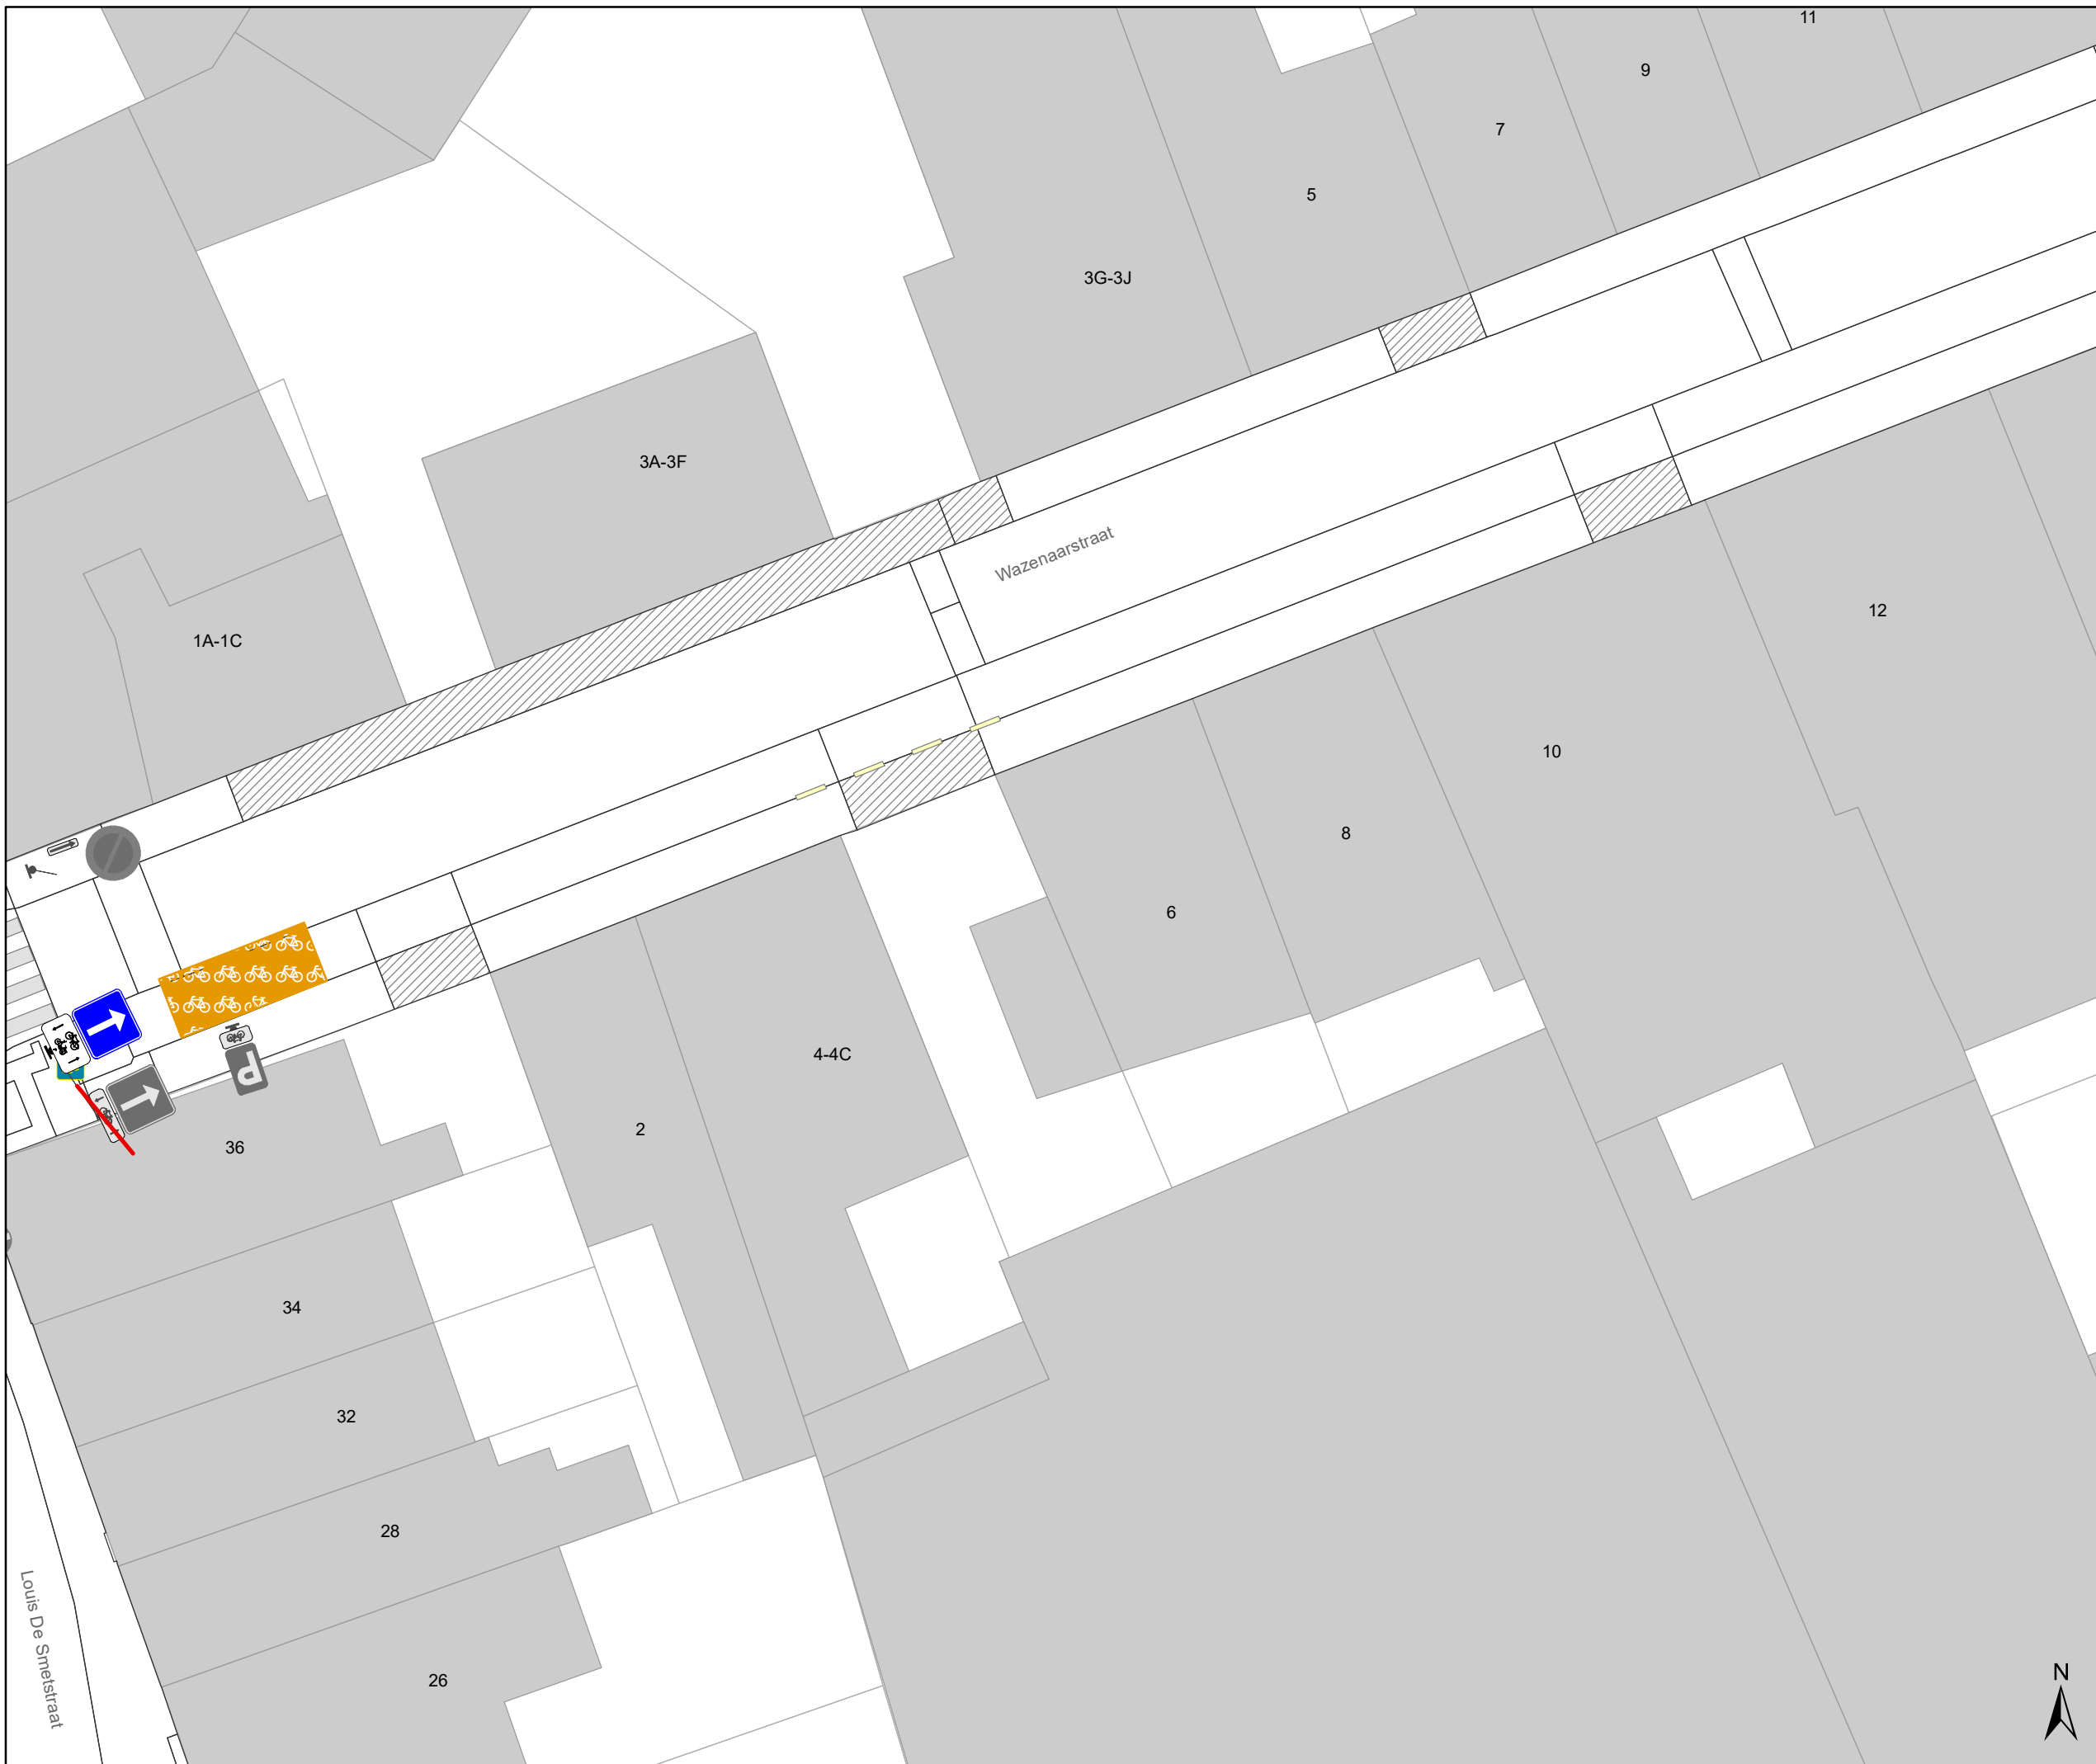 11
9
7
5
3G-3J
3A-3F
Wazenaarstraat
12
1A-1C
10
8
6
4-4C
P
2
36
34
32
28
26
Louis De Smetstraat
N